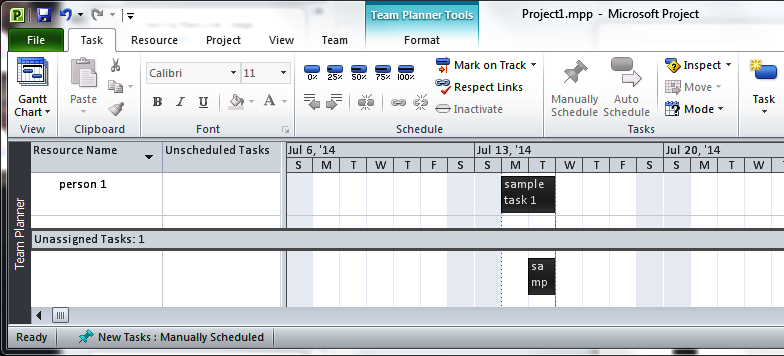 Team Planner Tools
Project1.mpp - Microsoft Project
File Task Resource Project View Team Format
Gantt Chart
View
Paste
Clipboard
Calibri 11
B I U A
Font
0% 25% 50% 75% 100%
Mark on Track
Respect Links
Inactivate
Schedule
Manually Schedule
Auto Schedule
Inspect
Move
Mode
Tasks
Task
Resource Name Unscheduled Tasks Jul 6, '14 Jul 13, '14 Jul 20, '14
S M T W T F S S M T W T F S S M T W
person 1
sample
task 1
Team Planner
Unassigned Tasks: 1
sa
mp
Ready New Tasks : Manually Scheduled